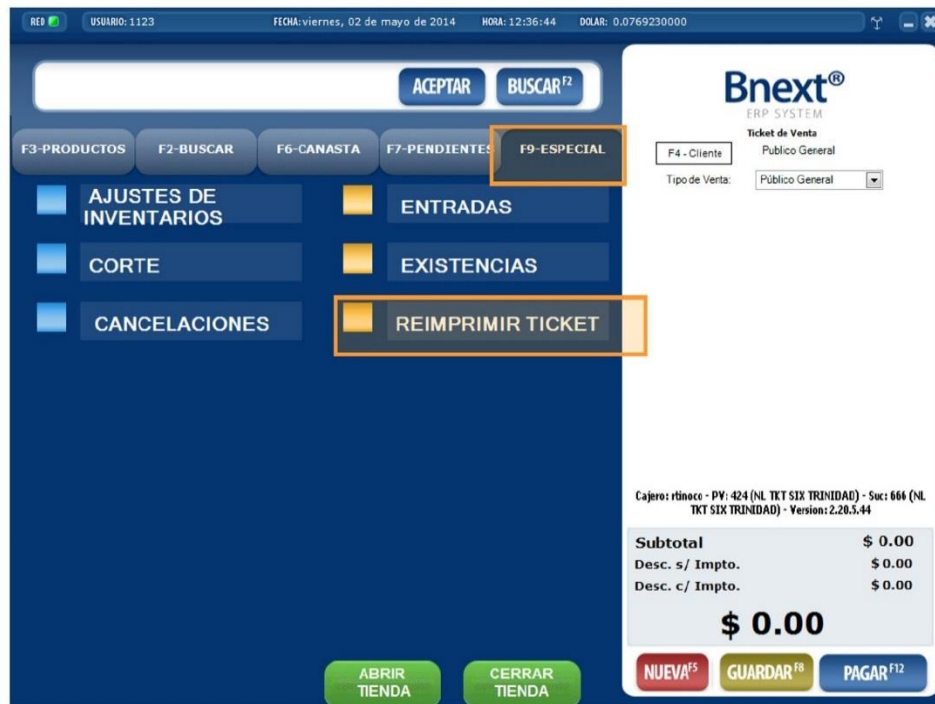 RED USUARIO: 1123 FECHA: viernes, 02 de mayo de 2014 HORA: 12:36:44 DOLAR: 0.0769230000
ACEPTAR BUSCAR F2
F3-PRODUCTOS F2-BUSCAR F6-CANASTA F7-PENDIENTES F9-ESPECIAL
AJUSTES DE
INVENTARIOS
ENTRADAS
CORTE
EXISTENCIAS
CANCELACIONES
REIMPRIMIR TICKET
ABRIR
TIENDA
CERRAR
TIENDA
Bnext®
ERP SYSTEM
Ticket de Venta
F4 - Cliente Publico General
Tipo de Venta: Público General
Cajero: rtinoco - PV: 424 (NL TKT SIX TRINIDAD) - Suc: 666 (NL
TKT SIX TRINIDAD) - Version: 2.20.5.44
Subtotal $ 0.00
Desc. s/ Impto. $ 0.00
Desc. c/ Impto. $ 0.00
$ 0.00
NUEVA F5 GUARDAR F8 PAGAR F12